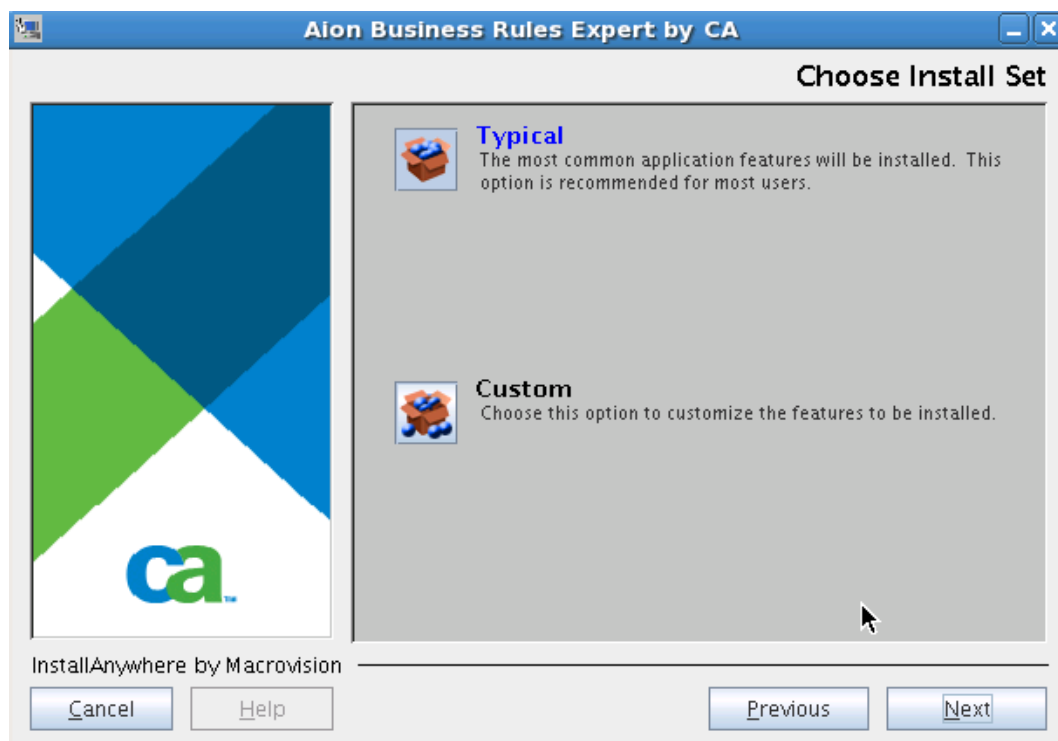 Aion Business Rules Expert by CA
Choose Install Set
Typical
The most common application features will be installed. This
option is recommended for most users.
Custom
Choose this option to customize the features to be installed.
ca™
InstallAnywhere by Macrovision
Cancel
Help
Previous
Next